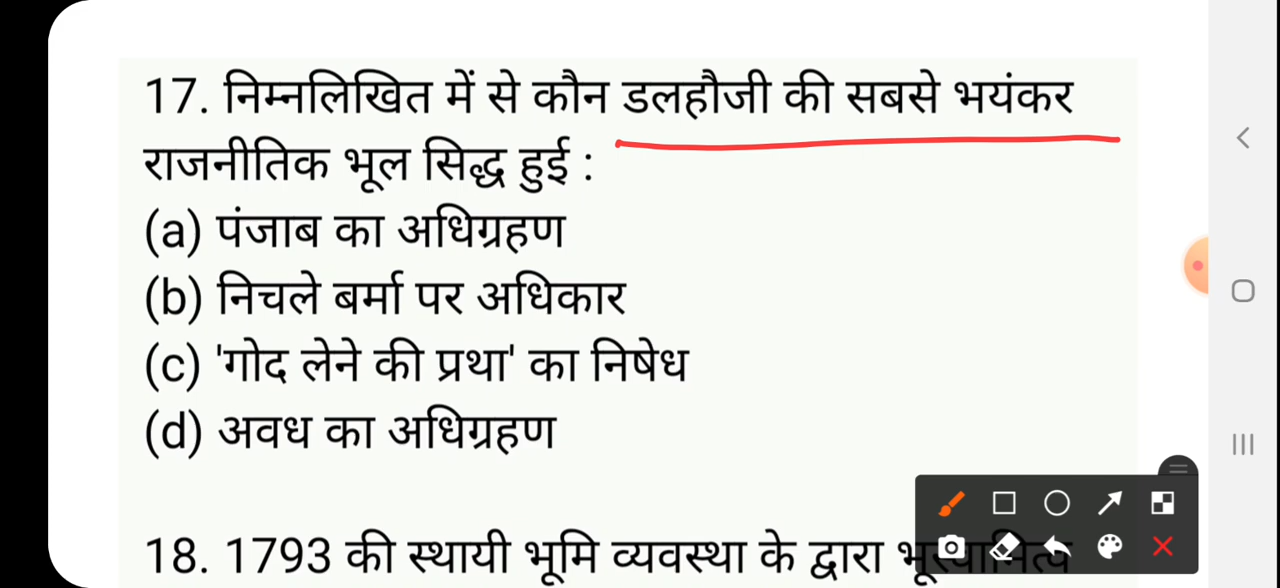 17. निम्नलिखित में से कौन डलहौजी की सबसे भयंकर
राजनीतिक भूल सिद्ध हुई :
(a) पंजाब का अधिग्रहण
(b) निचले बर्मा पर अधिकार
(c) 'गोद लेने की प्रथा' का निषेध
(d) अवध का अधिग्रहण
18. 1793 की स्थायी भूमि व्यवस्था के द्वारा